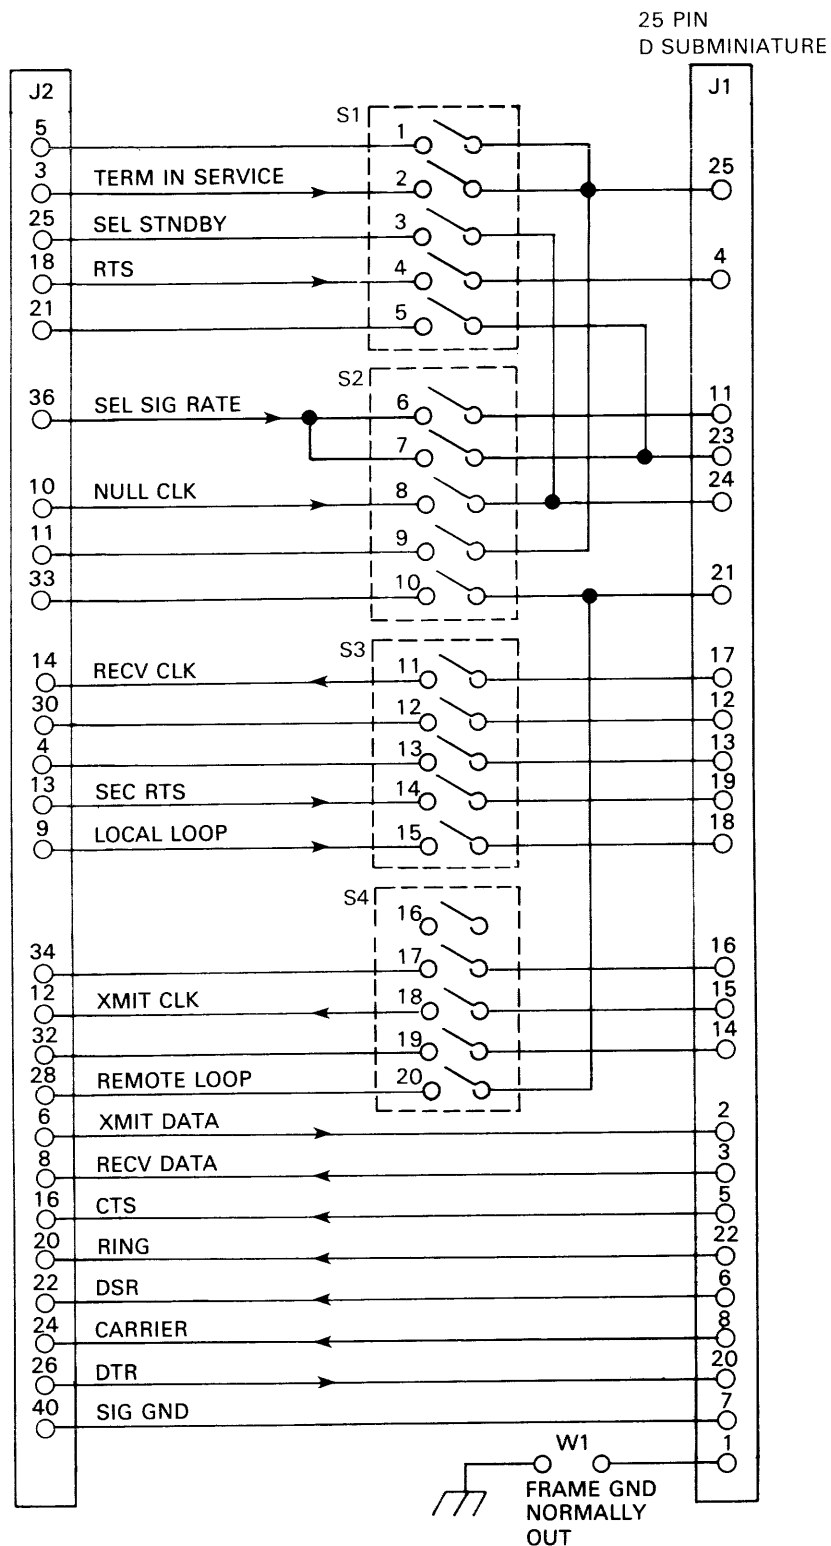 25 PIN
D SUBMINIATURE
J2
J1
S1
5
1
3
TERM IN SERVICE
2
25
25
SEL STNDBY
3
18
RTS
4
4
21
5
S2
36
SEL SIG RATE
6
11
7
23
10
NULL CLK
8
24
11
9
33
10
21
S3
14
RECV CLK
11
17
30
12
12
4
13
13
13
SEC RTS
14
19
9
LOCAL LOOP
15
18
S4
16
34
17
16
12
XMIT CLK
18
15
32
19
14
28
REMOTE LOOP
20
6
XMIT DATA
2
8
RECV DATA
3
16
CTS
5
20
RING
22
22
DSR
6
24
CARRIER
8
26
DTR
20
40
SIG GND
7
W1
1
FRAME GND
NORMALLY
OUT